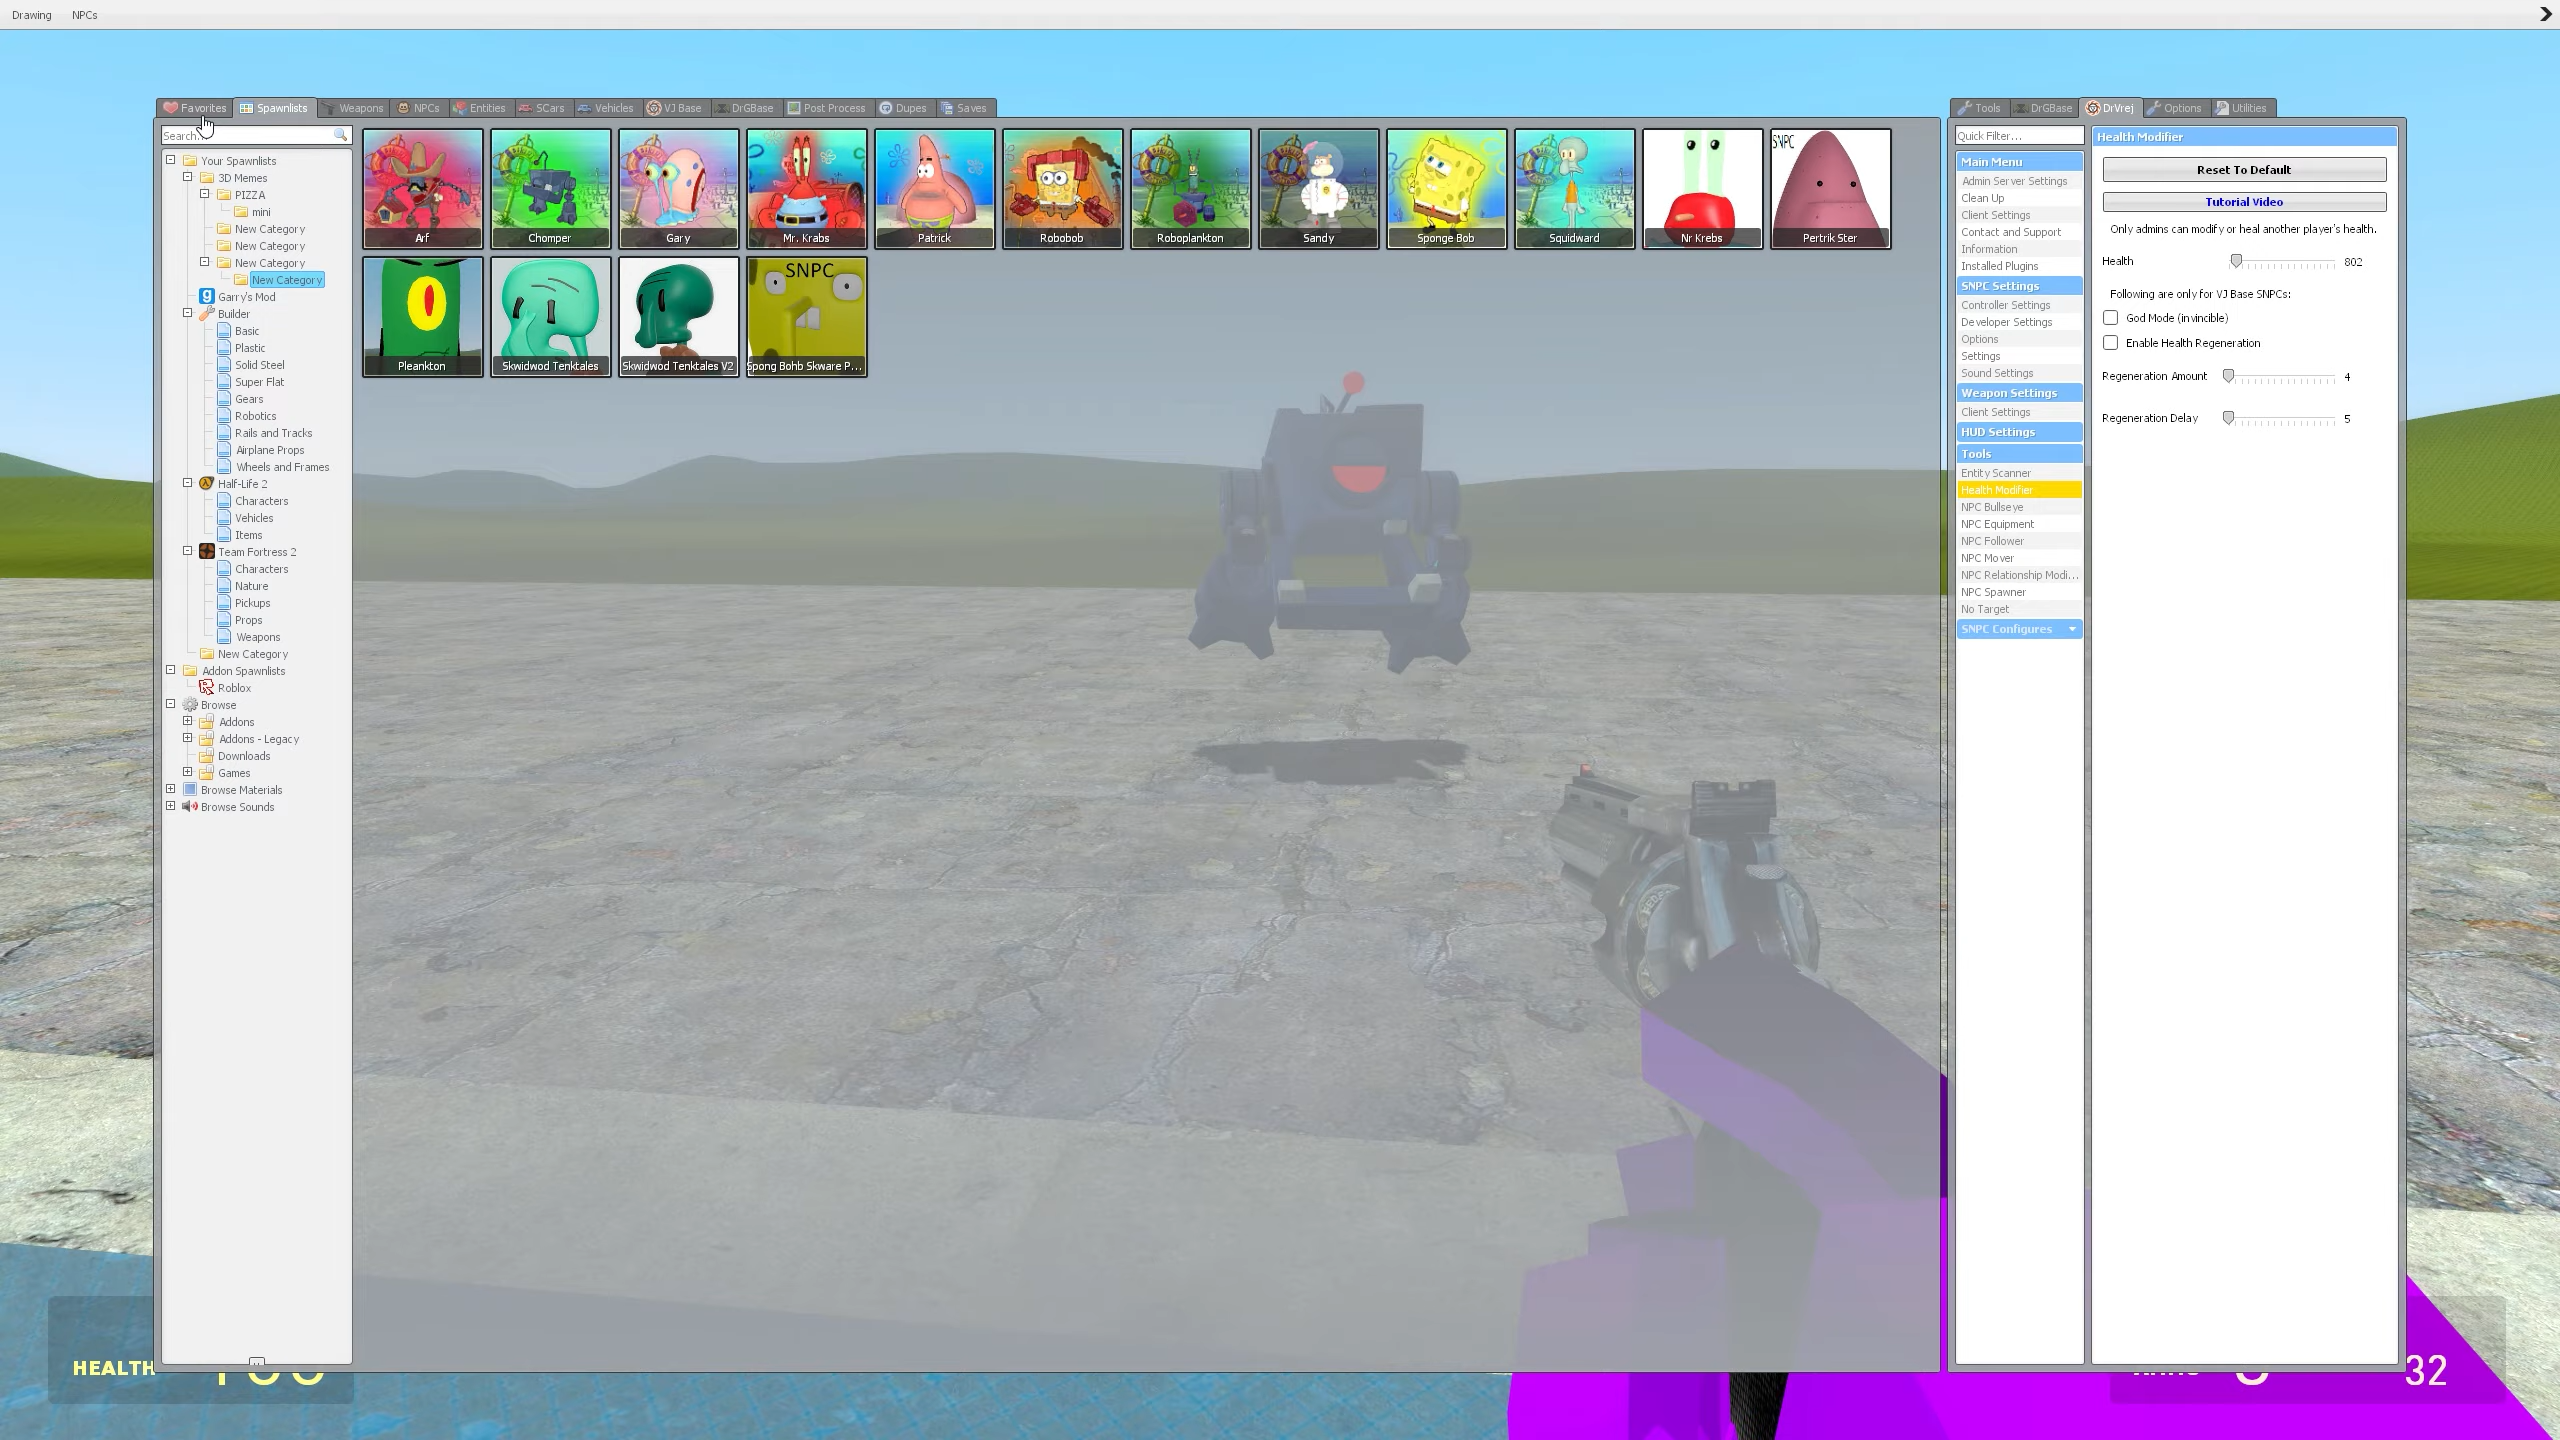 Drawing NPCs
Favorites Spawnlists Weapons NPCs Entities SCars Vehicles VJ Base DrGBase Post Process Dupes Saves
Search...
Your Spawnlists
3D Memes
PIZZA
mini
New Category
New Category
New Category
New Category
Garry's Mod
Builder
Basic
Plastic
Solid Steel
Super Flat
Gears
Robotics
Rails and Tracks
Airplane Props
Wheels and Frames
Half-Life 2
Characters
Vehicles
Items
Team Fortress 2
Characters
Nature
Pickups
Props
Weapons
New Category
Addon Spawnlists
Roblox
Browse
Addons
Addons - Legacy
Downloads
Games
Browse Materials
Browse Sounds
Arf Chomper Gary Mr. Krabs Patrick Robobob Roboplankton Sandy Sponge Bob Squidward Nr Krebs SNPC Pertrik Ster
Pleankton Skwidwod Tenktales Skwidwod Tenktales V2 SNPC Spong Bohb Skware P...
Tools DrGBase DrVrej Options Utilities
Quick Filter...
Main Menu
Admin Server Settings
Clean Up
Client Settings
Contact and Support
Information
Installed Plugins
SNPC Settings
Controller Settings
Developer Settings
Options
Settings
Sound Settings
Weapon Settings
Client Settings
HUD Settings
Tools
Entity Scanner
Health Modifier
NPC Bullseye
NPC Equipment
NPC Follower
NPC Mover
NPC Relationship Modi...
NPC Spawner
No Target
SNPC Configures
Health Modifier
Reset To Default
Tutorial Video
Only admins can modify or heal another player's health.
Health 802
Following are only for VJ Base SNPCs:
God Mode (invincible)
Enable Health Regeneration
Regeneration Amount 4
Regeneration Delay 5
HEALTH
32